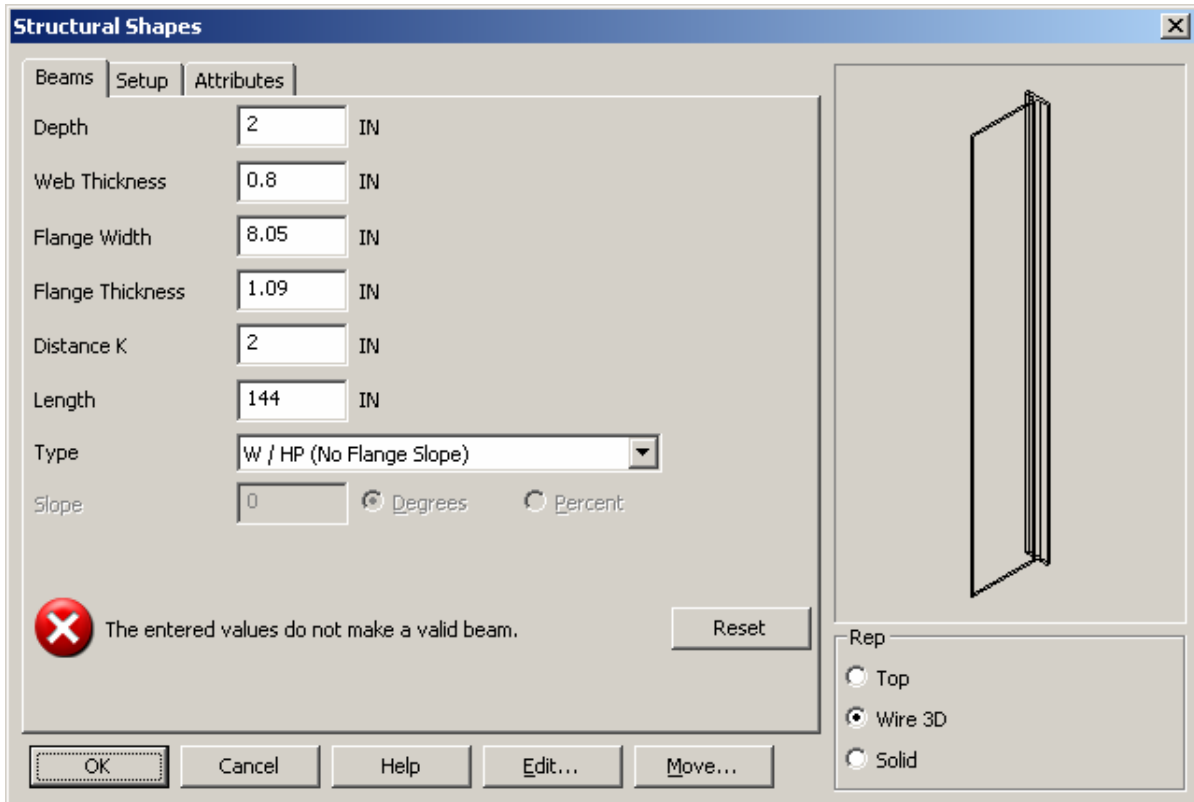 Structural Shapes
Beams Setup Attributes
Depth 2 IN
Web Thickness 0.8 IN
Flange Width 8.05 IN
Flange Thickness 1.09 IN
Distance K 2 IN
Length 144 IN
Type W / HP (No Flange Slope)
Slope 0 Degrees Percent
The entered values do not make a valid beam. Reset
Rep
Top
Wire 3D
Solid
OK Cancel Help Edit... Move...